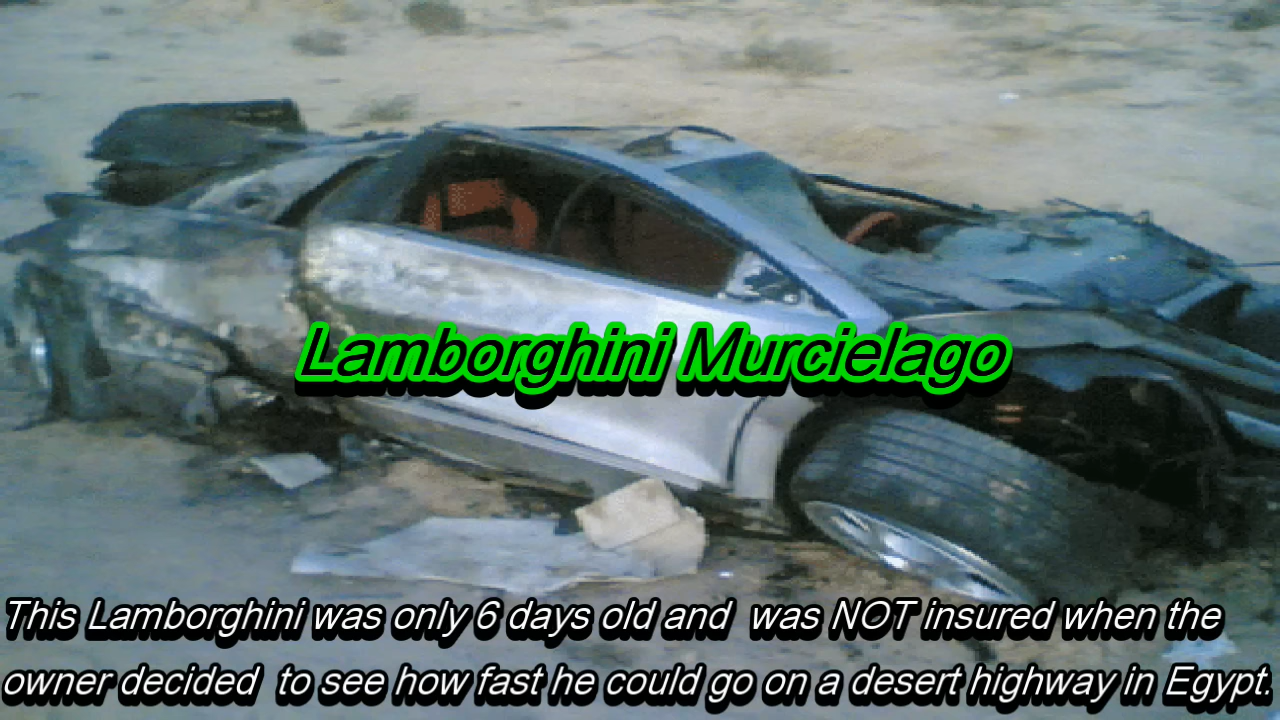 Lamborghini Murcielago
This Lamborghini was only 6 days old and  was NOT insured when the
owner decided  to see how fast he could go on a desert highway in Egypt.